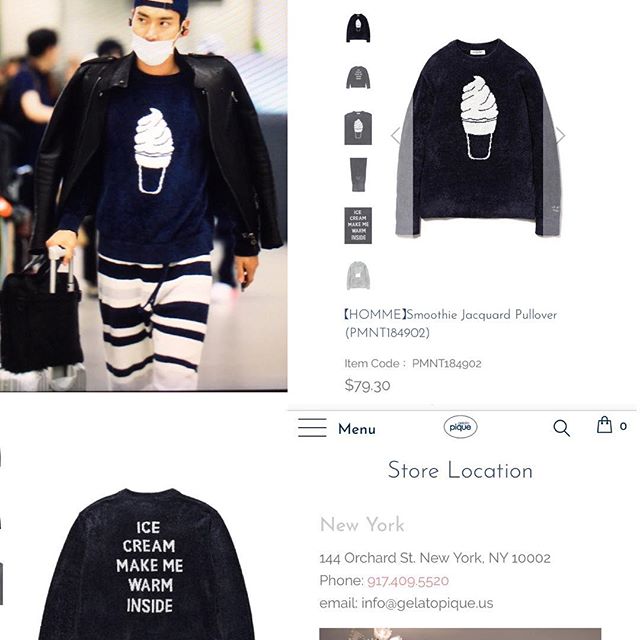 ICE
CREAM
MAKE ME
WARM
INSIDE
【HOMME】Smoothie Jacquard Pullover
(PMNT184902)
Item Code : PMNT184902
$79.30
Menu
pique
0
Store Location
New York
144 Orchard St. New York, NY 10002
Phone: 917.409.5520
email: info@gelatopique.us
ICE
CREAM
MAKE ME
WARM
INSIDE